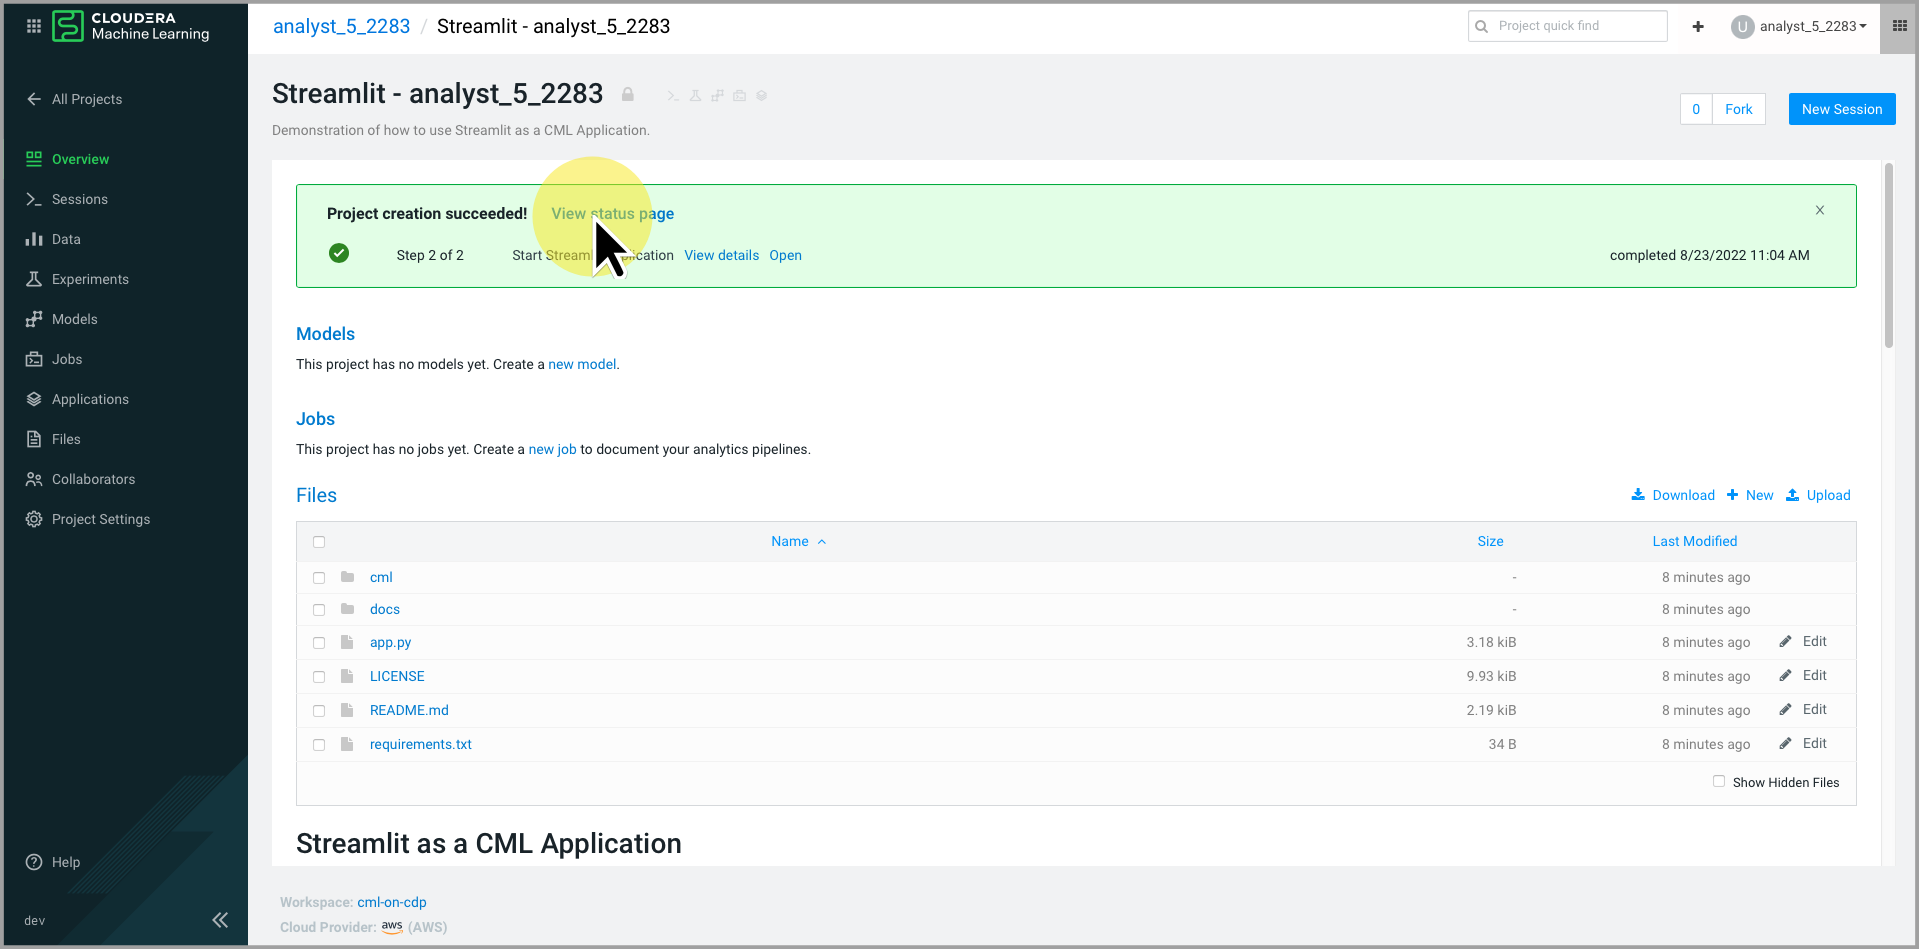 CLOUDERA
Machine Learning
analyst_5_2283 / Streamlit - analyst_5_2283
Project quick find
U analyst_5_2283
All Projects
Overview
Sessions
Data
Experiments
Models
Jobs
Applications
Files
Collaborators
Project Settings
Help
dev
Streamlit - analyst_5_2283
Demonstration of how to use Streamlit as a CML Application.
0 Fork New Session
Project creation succeeded! View status page
Step 2 of 2 Start View details Open completed 8/23/2022 11:04 AM
Models
This project has no models yet. Create a new model.
Jobs
This project has no jobs yet. Create a new job to document your analytics pipelines.
Files Download New Upload
Name Size Last Modified
cml - 8 minutes ago
docs - 8 minutes ago
app.py 3.18 kiB 8 minutes ago Edit
LICENSE 9.93 kiB 8 minutes ago Edit
README.md 2.19 kiB 8 minutes ago Edit
requirements.txt 34 B 8 minutes ago Edit
Show Hidden Files
Streamlit as a CML Application
Workspace: cml-on-cdp
Cloud Provider: aws (AWS)